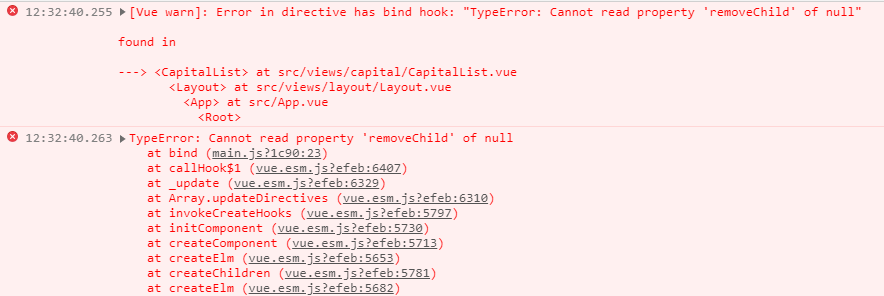 12:32:40.255 ▶[Vue warn]: Error in directive has bind hook: "TypeError: Cannot read property 'removeChild' of null"
found in
---> <CapitalList> at src/views/capital/CapitalList.vue
<Layout> at src/views/layout/Layout.vue
<App> at src/App.vue
<Root>
12:32:40.263 ▶TypeError: Cannot read property 'removeChild' of null
at bind (main.js?1c90:23)
at callHook$1 (vue.esm.js?efeb:6407)
at _update (vue.esm.js?efeb:6329)
at Array.updateDirectives (vue.esm.js?efeb:6310)
at invokeCreateHooks (vue.esm.js?efeb:5797)
at initComponent (vue.esm.js?efeb:5730)
at createComponent (vue.esm.js?efeb:5713)
at createElm (vue.esm.js?efeb:5653)
at createChildren (vue.esm.js?efeb:5781)
at createElm (vue.esm.js?efeb:5682)